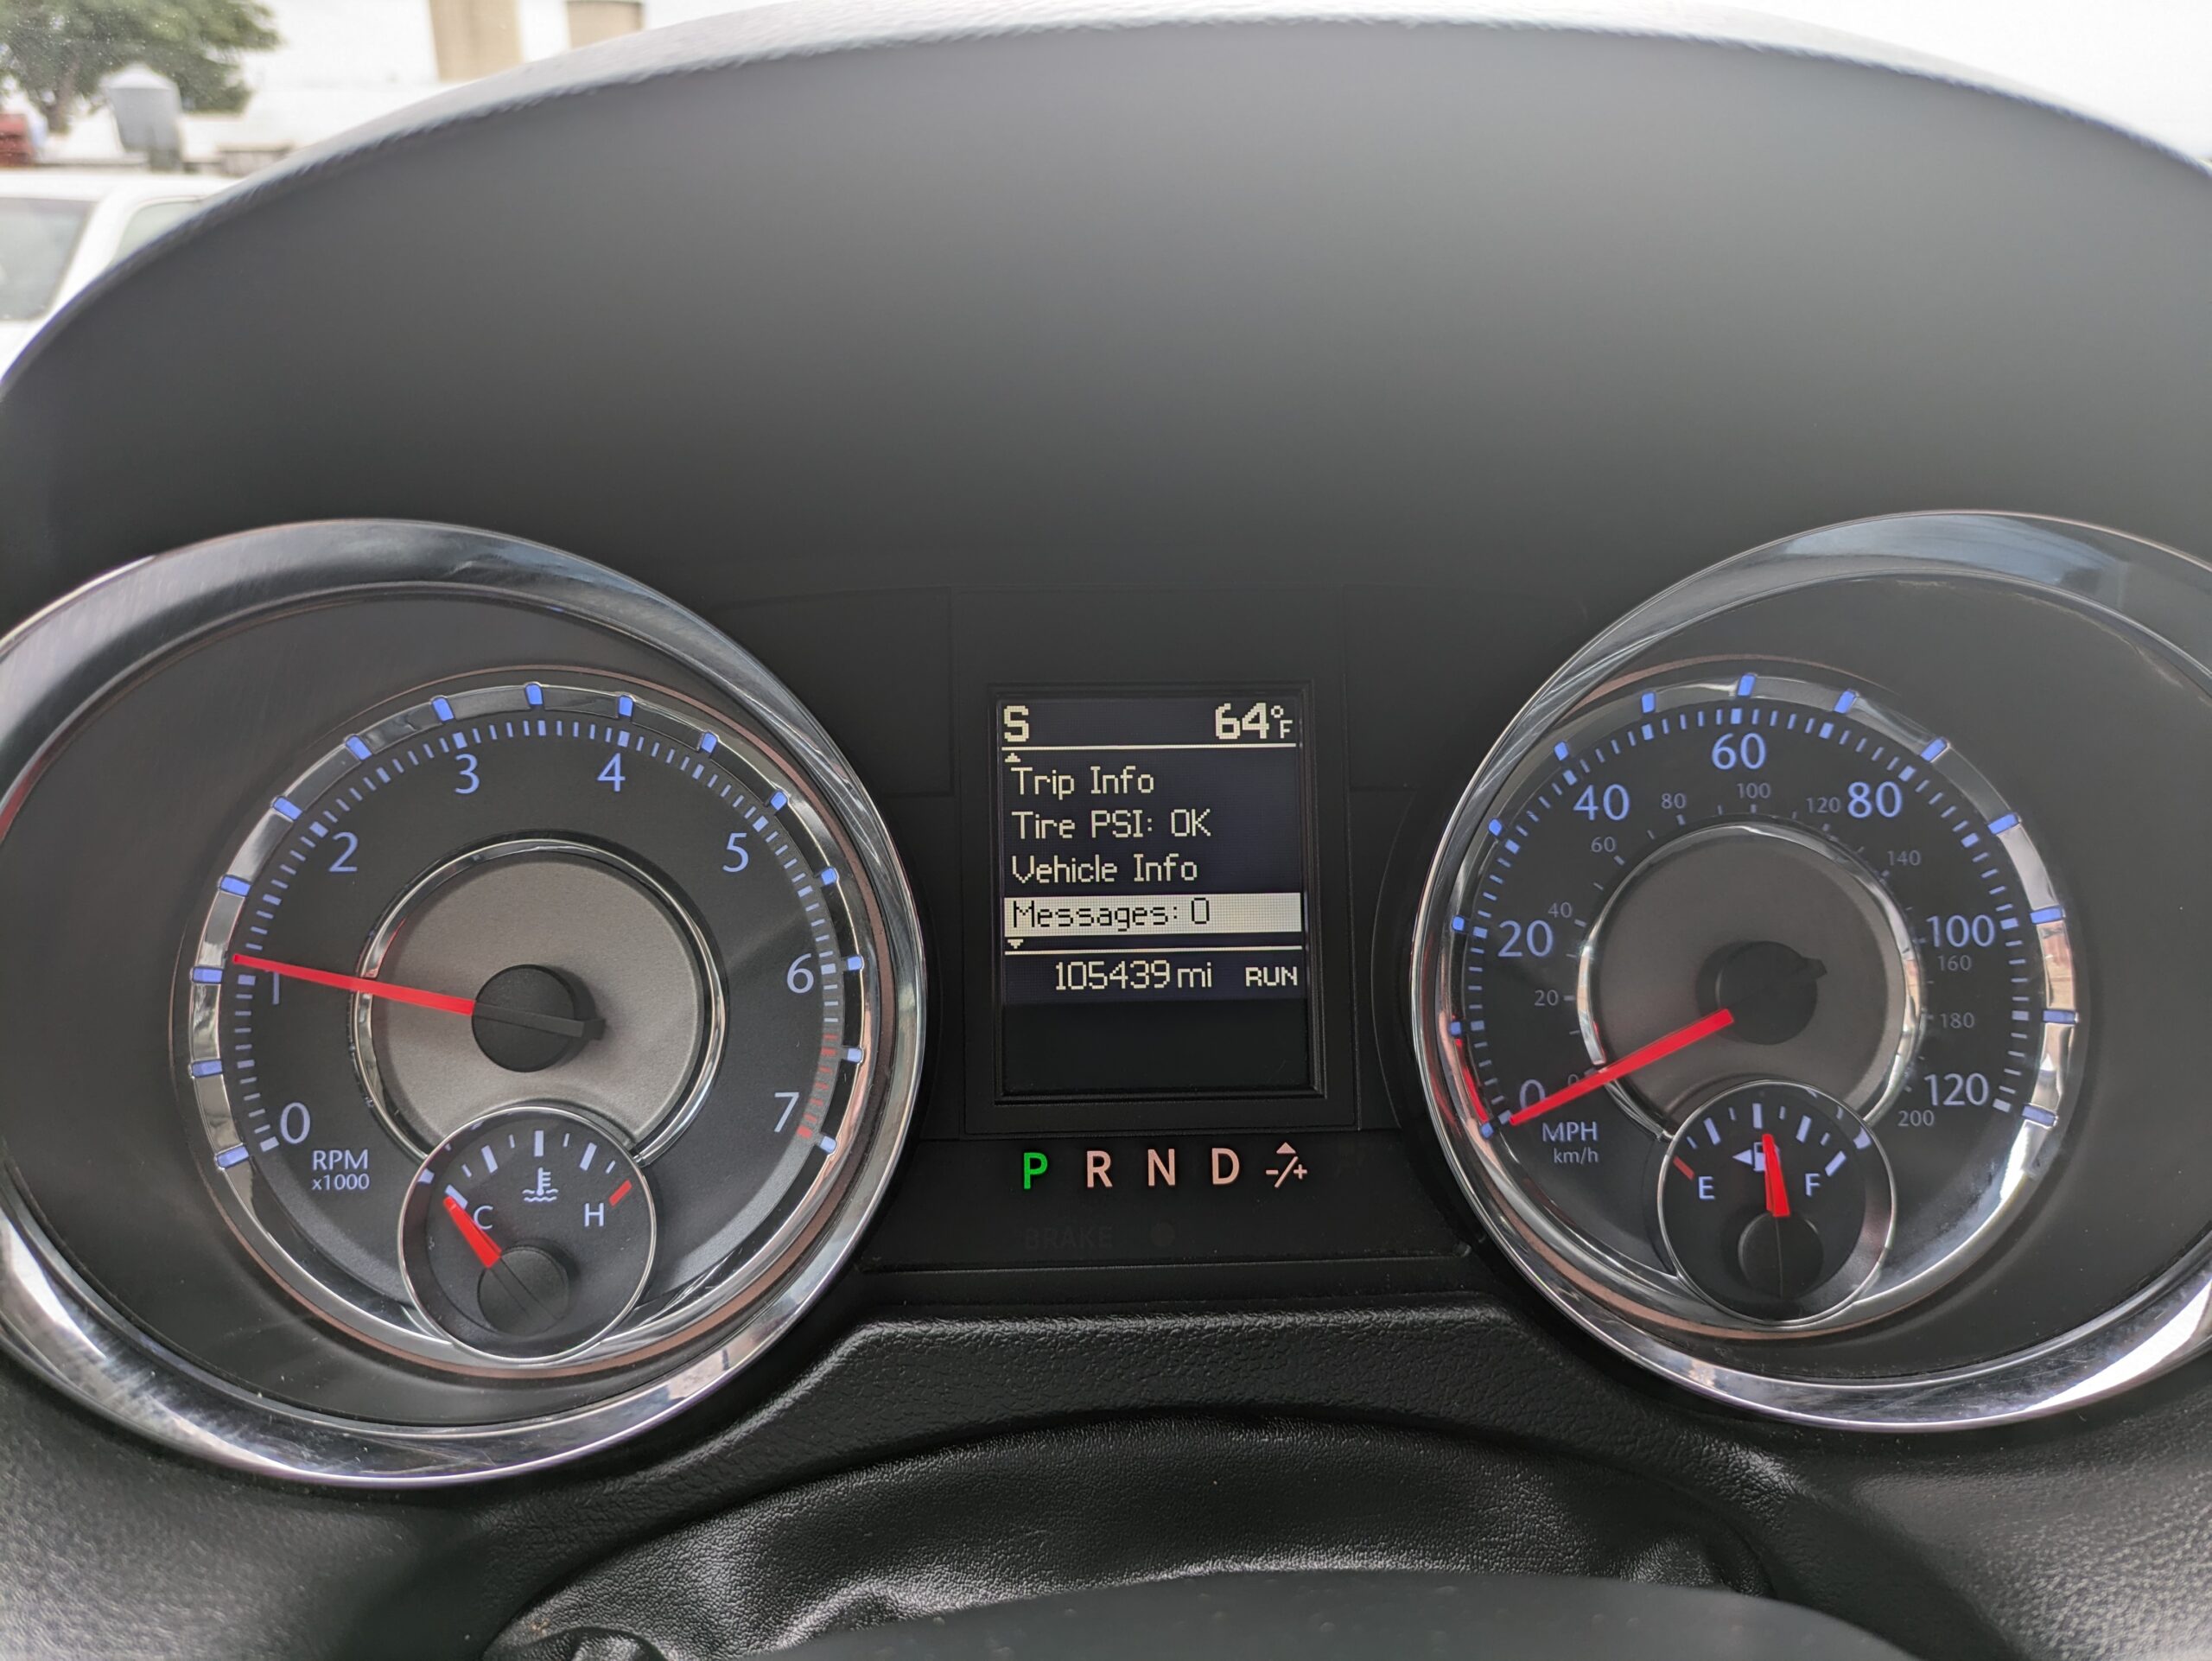 0
1
2
3
4
5
6
7
RPM
x1000
C
H
S 64°F
Trip Info
Tire PSI: OK
Vehicle Info
Messages: 0
105439 mi RUN
P R N D -/+
BRAKE
0
20
40
60
80
100
120
MPH
km/h
0
20
40
60
80
100
120
140
160
180
200
E
F